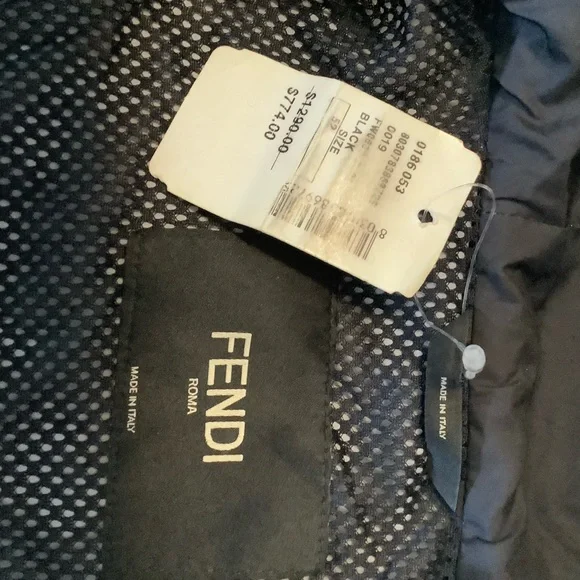 0186 053
0019
BLACK
SIZE
$1290.00
$774.00
FENDI
ROMA
MADE IN ITALY
MADE IN ITALY